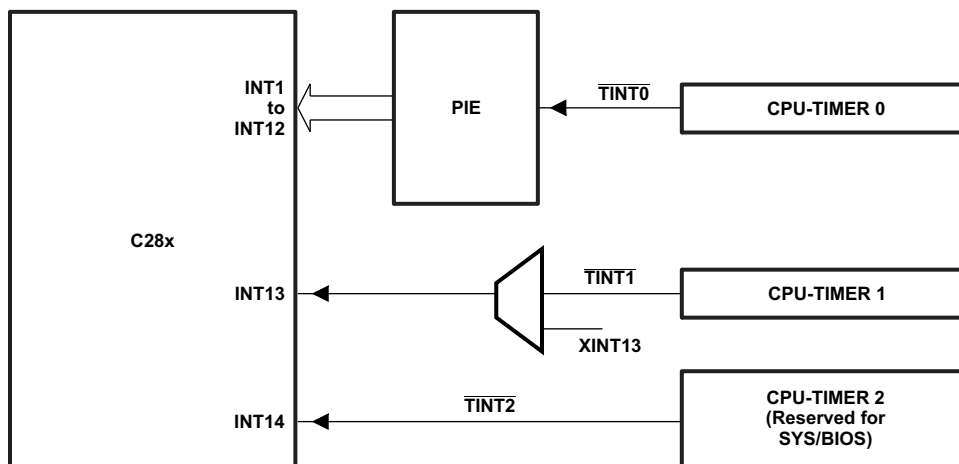 INT1
to
INT12
PIE
TINT0
CPU-TIMER 0
C28x
INT13
TINT1
CPU-TIMER 1
XINT13
INT14
TINT2
CPU-TIMER 2
(Reserved for
SYS/BIOS)